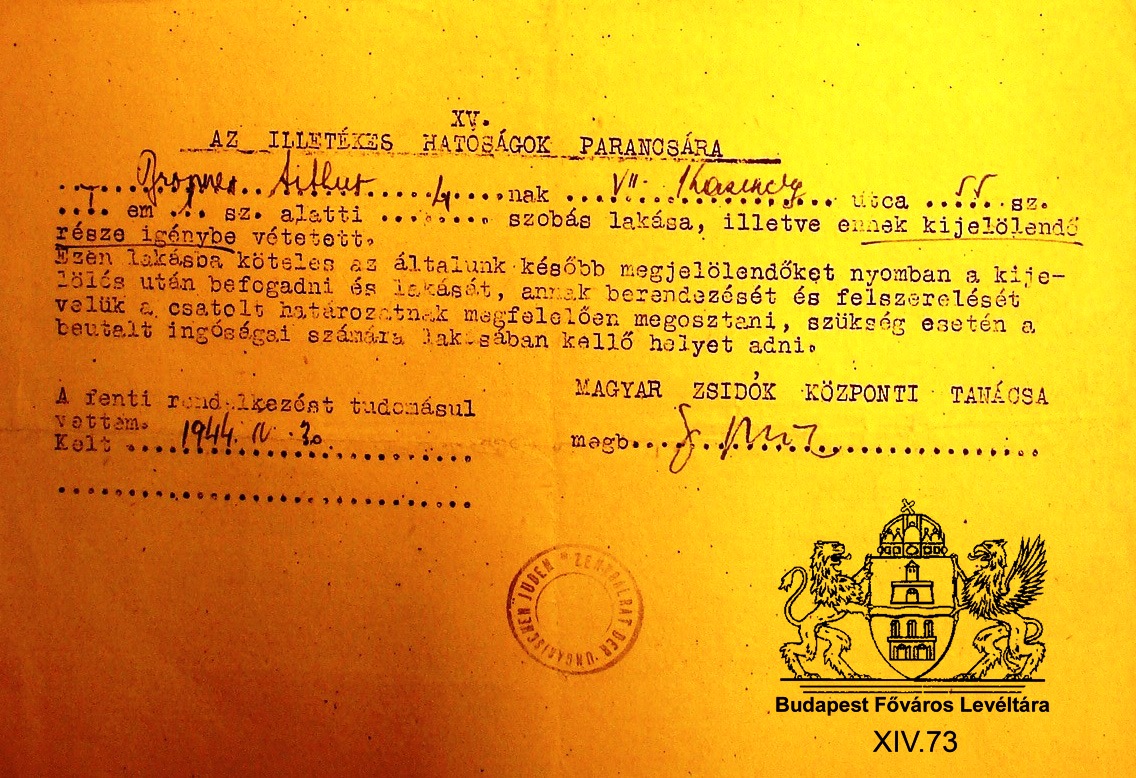 XV.
AZ ILLETÉKES HATÓSÁGOK PARANCSÁRA
.................... nak VII. ............ utca 55 sz.
.... em ... sz. alatti ........ szobás lakása, illetve ennek kijelölendő
része igénybe vétetett.
Ezen lakásba köteles az általunk később megjelölendőket nyomban a kije-
lölés után befogadni és lakását, annak berendezését és felszerelését
velük a csatolt határozatnak megfelelően megosztani, szükség esetén a
beutalt ingóságai számára lakásában kellő helyet adni.
A fenti rendelkezést tudomásul
vettem.
Kelt 1944. IV. 30
MAGYAR ZSIDÓK KÖZPONTI TANÁCSA
megb.
ZENTRALRAT DER UNGARISCHEN JUDEN
Budapest Főváros Levéltára
XIV.73